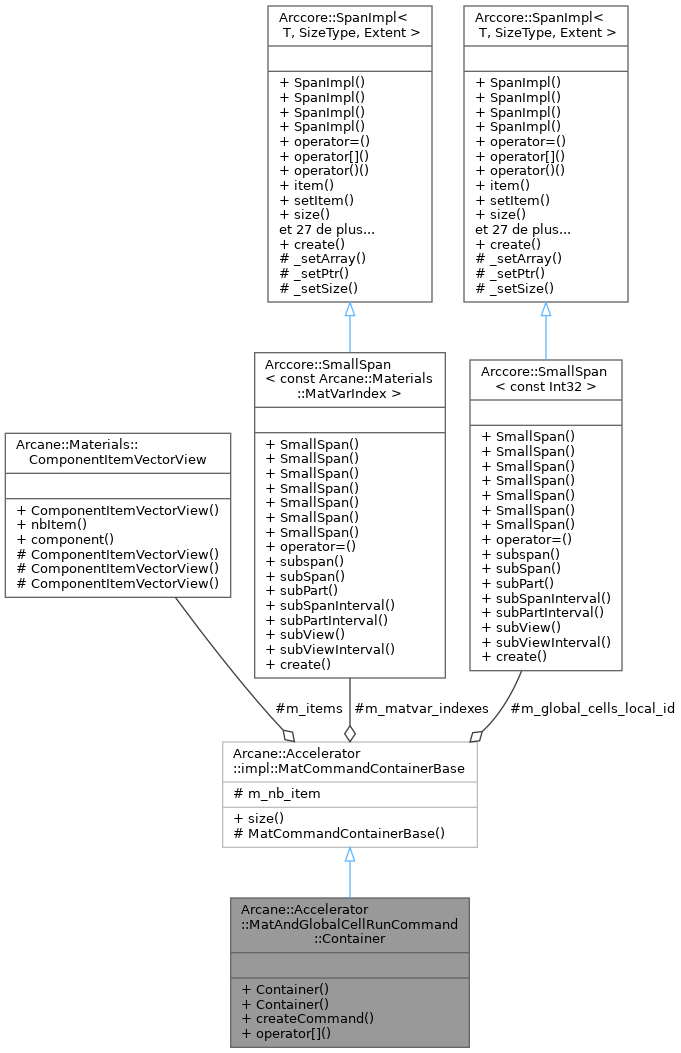 Arccore::SpanImpl<
T, SizeType, Extent >
+ SpanImpl()
+ SpanImpl()
+ SpanImpl()
+ SpanImpl()
+ operator=()
+ operator[]()
+ operator()()
+ item()
+ setItem()
+ size()
et 27 de plus...
+ create()
# _setArray()
# _setPtr()
# _setSize()
Arccore::SpanImpl<
T, SizeType, Extent >
+ SpanImpl()
+ SpanImpl()
+ SpanImpl()
+ SpanImpl()
+ operator=()
+ operator[]()
+ operator()()
+ item()
+ setItem()
+ size()
et 27 de plus...
+ create()
# _setArray()
# _setPtr()
# _setSize()
Arccore::SmallSpan
< const Arcane::Materials
::MatVarIndex >
+ SmallSpan()
+ SmallSpan()
+ SmallSpan()
+ SmallSpan()
+ SmallSpan()
+ SmallSpan()
+ SmallSpan()
+ operator=()
+ subspan()
+ subSpan()
+ subPart()
+ subSpanInterval()
+ subPartInterval()
+ subView()
+ subViewInterval()
+ create()
Arccore::SmallSpan
< const Int32 >
+ SmallSpan()
+ SmallSpan()
+ SmallSpan()
+ SmallSpan()
+ SmallSpan()
+ SmallSpan()
+ SmallSpan()
+ operator=()
+ subspan()
+ subSpan()
+ subPart()
+ subSpanInterval()
+ subPartInterval()
+ subView()
+ subViewInterval()
+ create()
Arcane::Materials::
ComponentItemVectorView
+ ComponentItemVectorView()
+ nbItem()
+ component()
# ComponentItemVectorView()
# ComponentItemVectorView()
# ComponentItemVectorView()
#m_items
#m_matvar_indexes
#m_global_cells_local_id
Arcane::Accelerator
::impl::MatCommandContainerBase
# m_nb_item
+ size()
# MatCommandContainerBase()
Arcane::Accelerator
::MatAndGlobalCellRunCommand
::Container
+ Container()
+ Container()
+ createCommand()
+ operator[]()